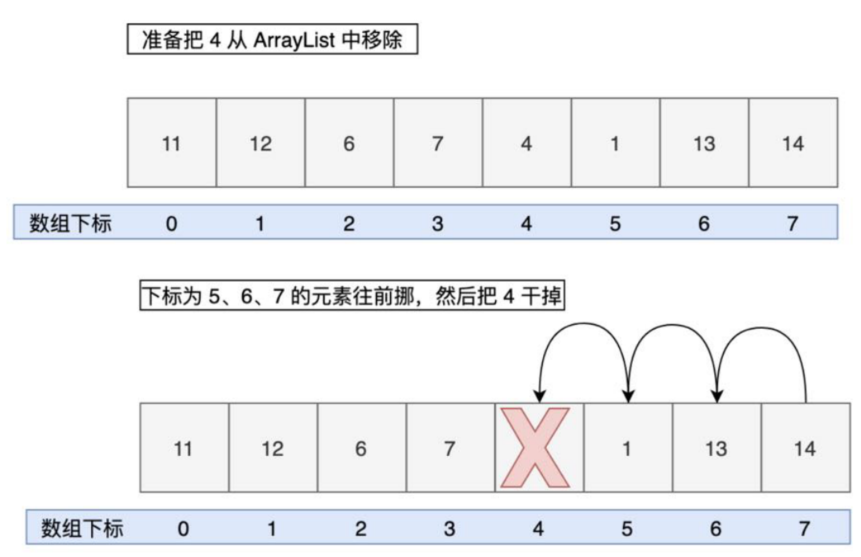 准备把 4 从 ArrayList 中移除
11 12 6 7 4 1 13 14
数组下标 0 1 2 3 4 5 6 7
下标为 5、6、7 的元素往前挪，然后把 4 干掉
11 12 6 7 X 1 13 14
数组下标 0 1 2 3 4 5 6 7